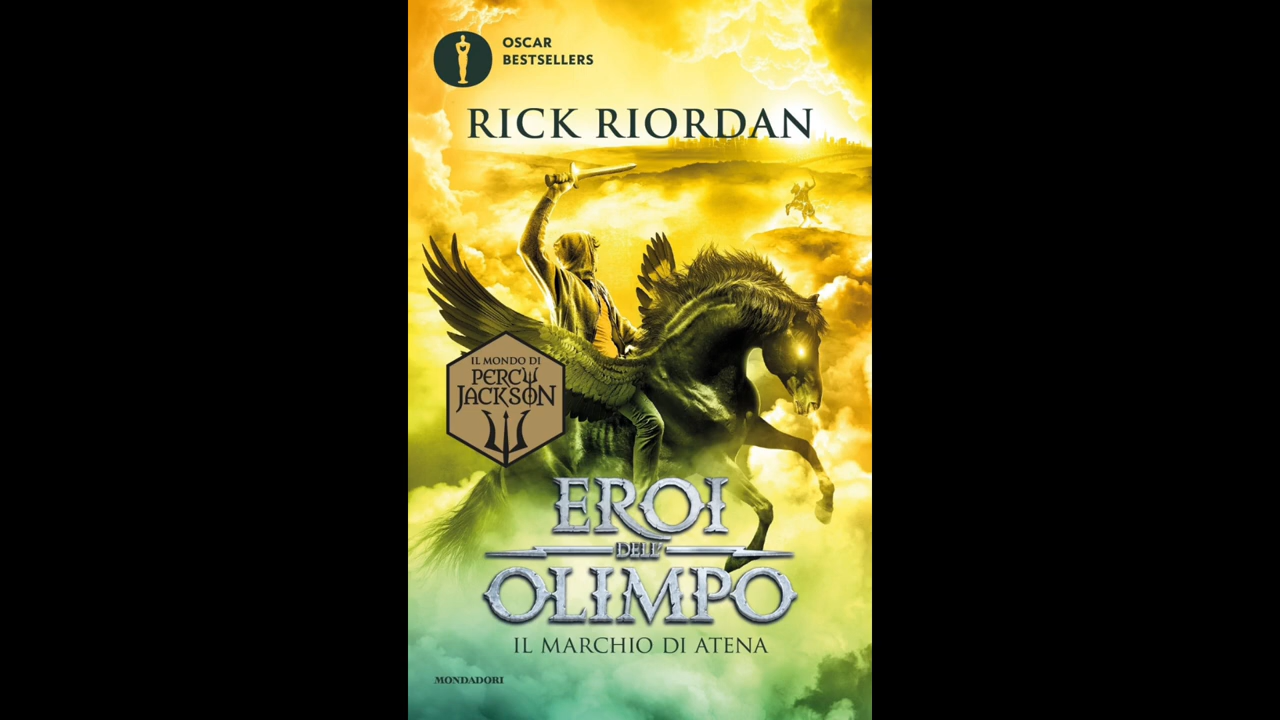 OSCAR
BESTSELLERS
RICK RIORDAN
IL MONDO DI
PERCY
JACKSON
EROI
DELL'
OLIMPO
IL MARCHIO DI ATENA
MONDADORI